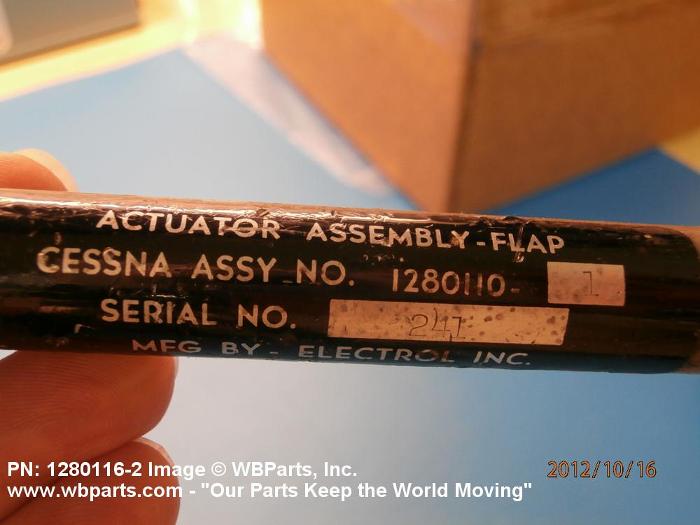 ACTUATOR ASSEMBLY-FLAP
CESSNA ASSY NO. 1280110- 1
SERIAL NO. 241
MFG BY- ELECTROL INC.
PN: 1280116-2 Image © WBParts, Inc. 2012/10/16
www.wbparts.com - "Our Parts Keep the World Moving"